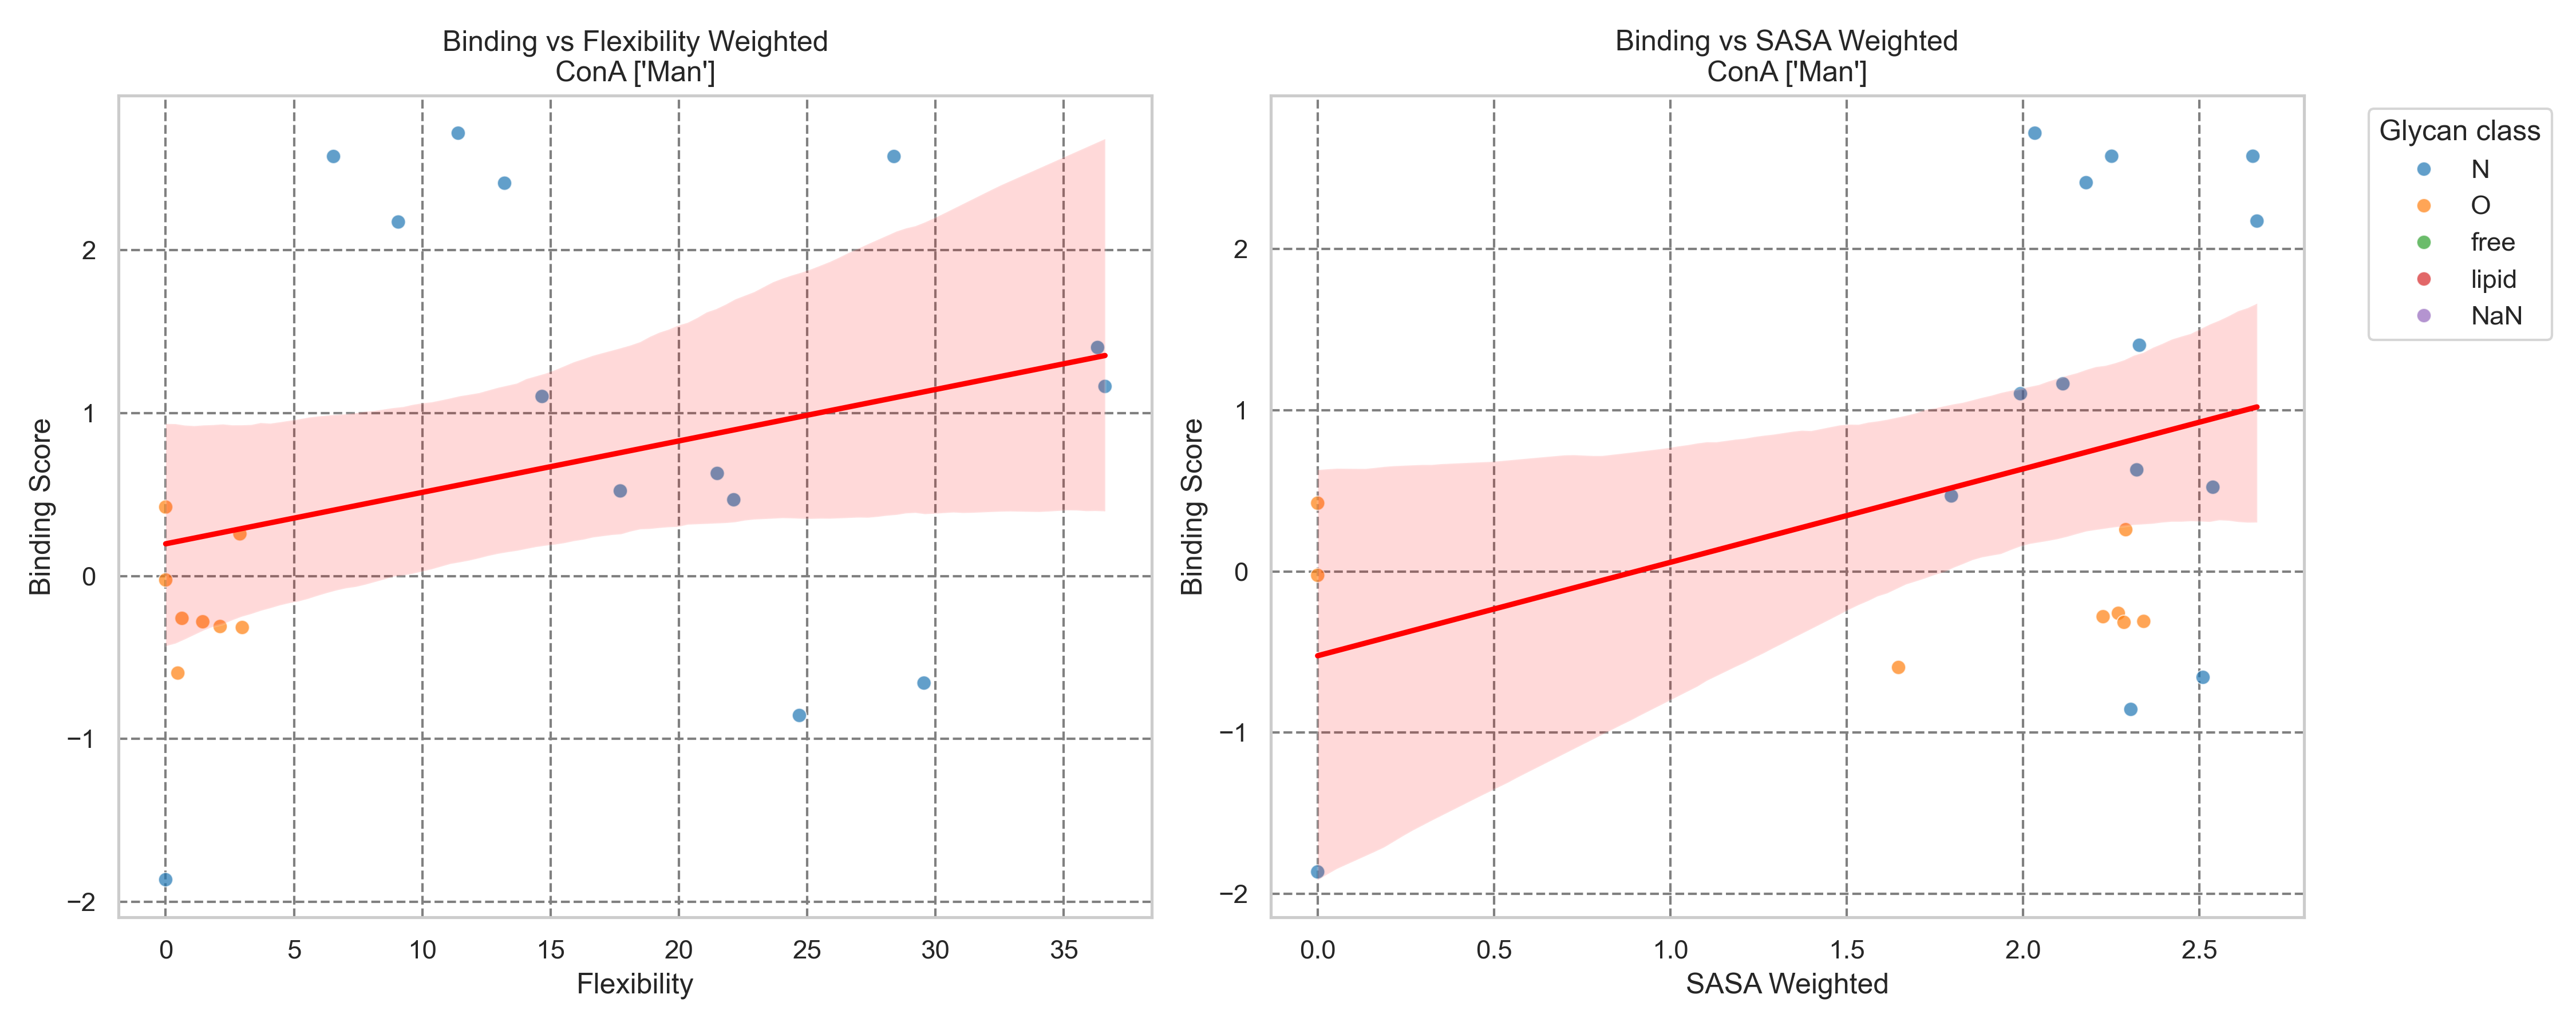 Binding vs Flexibility Weighted
ConA ['Man']
Binding Score
2
1
0
−1
−2
0 5 10 15 20 25 30 35
Flexibility
Binding vs SASA Weighted
ConA ['Man']
Binding Score
2
1
0
−1
−2
0.0 0.5 1.0 1.5 2.0 2.5
SASA Weighted
Glycan class
N
O
free
lipid
NaN